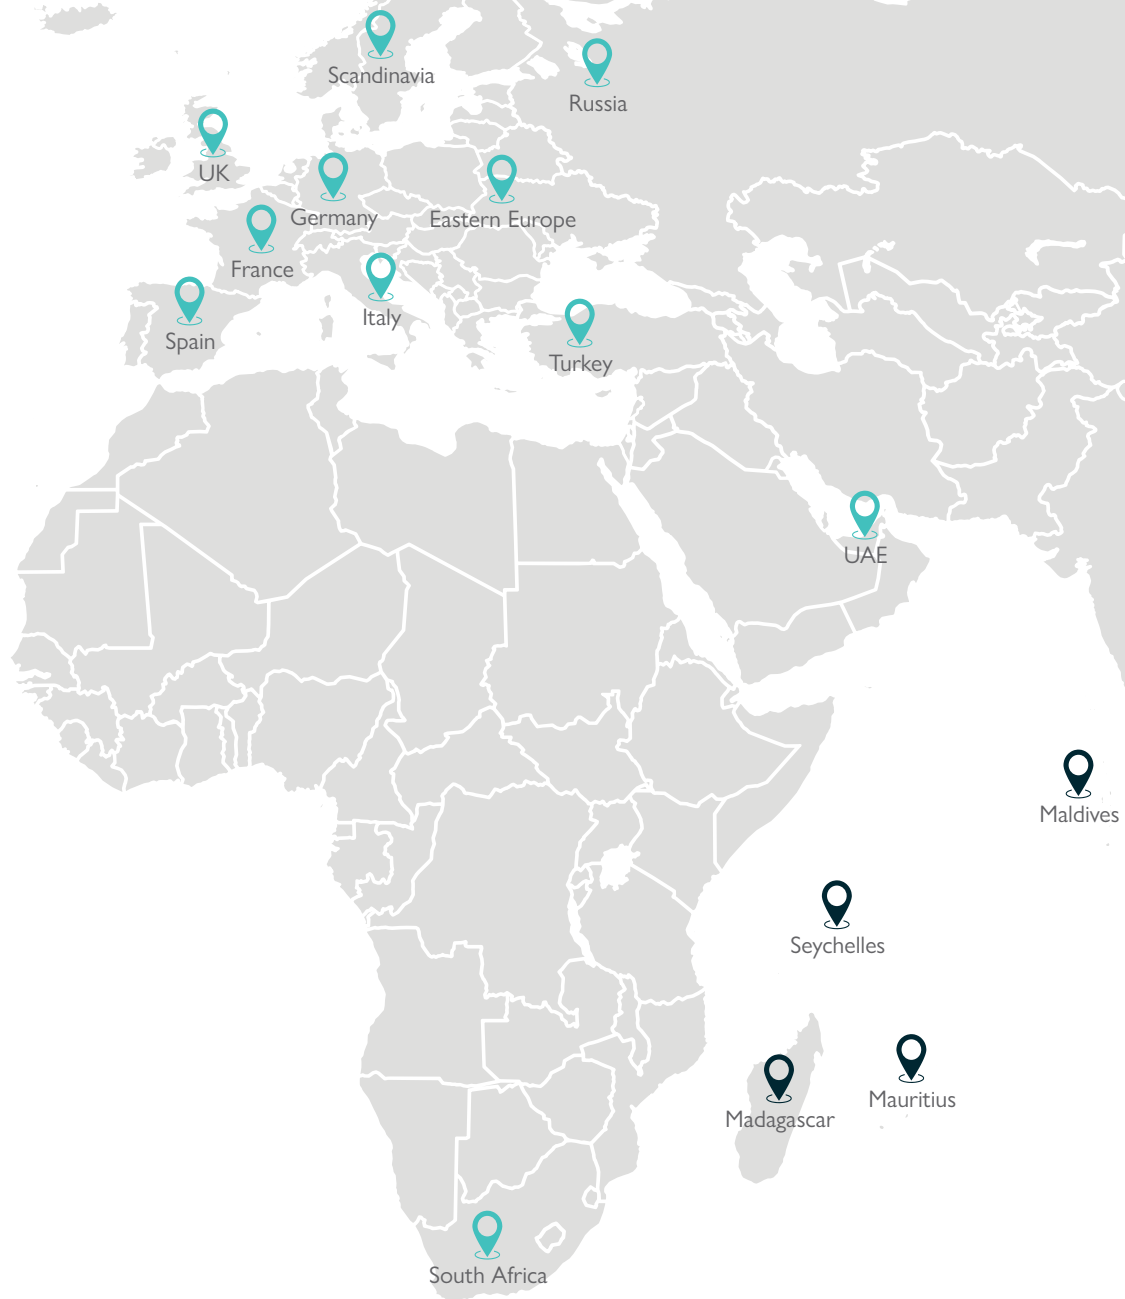 Scandinavia
Russia
UK
Germany
Eastern Europe
France
Italy
Spain
Turkey
UAE
Maldives
Seychelles
Mauritius
Madagascar
South Africa